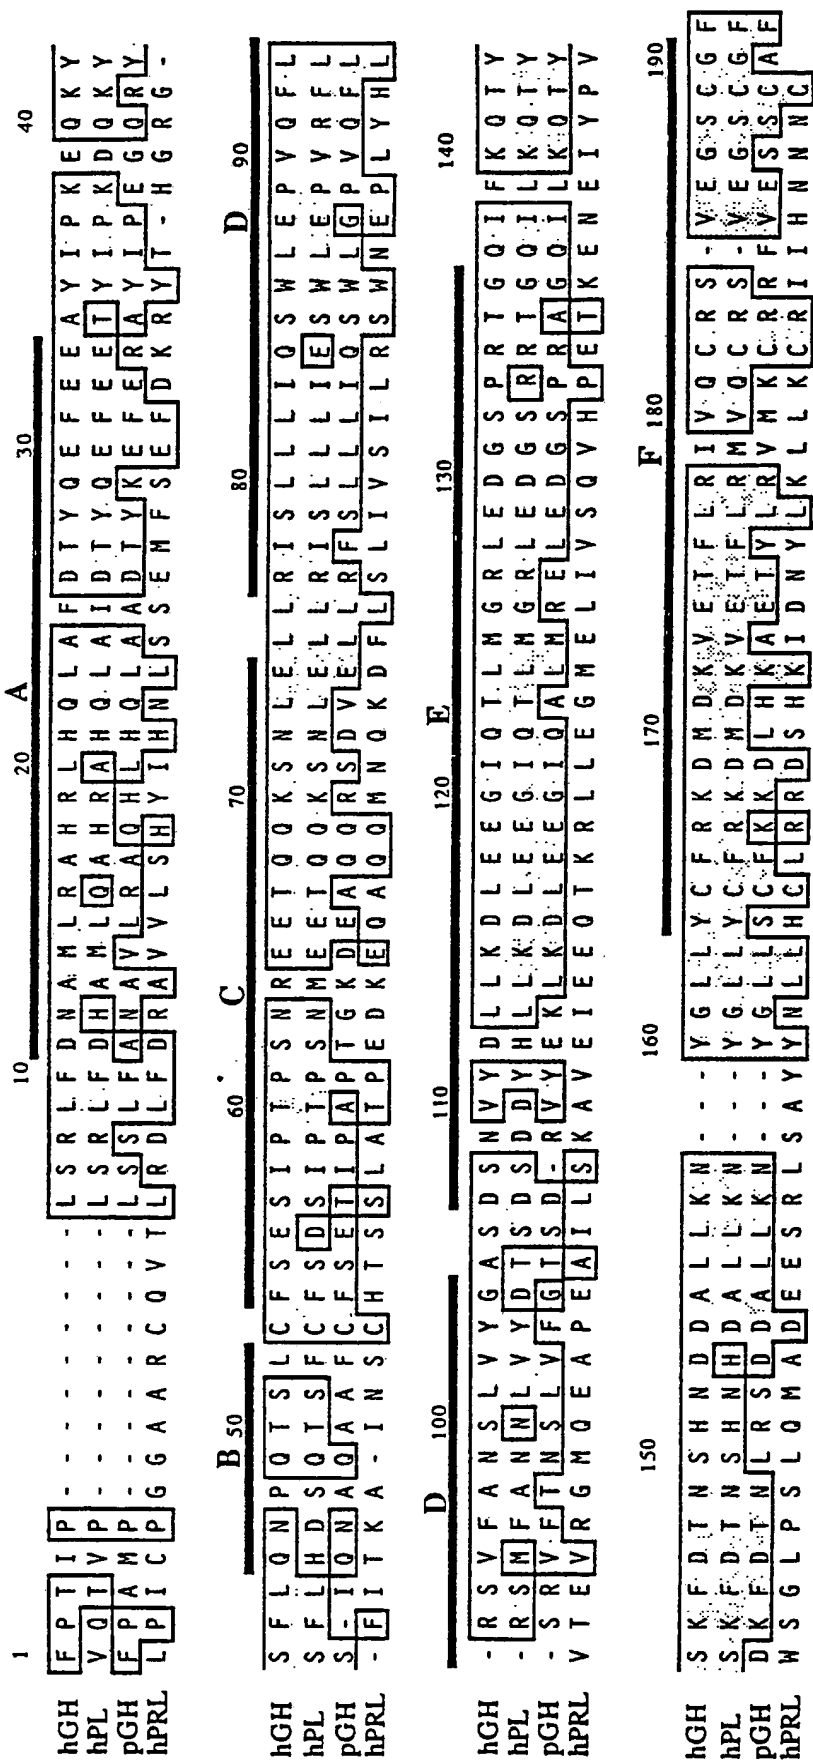 1 10 20 30 40
A
hGH F P T I P - - - - - - - - - L S R L F D N A M L R A H R L H Q L A F D T Y Q E F E E A Y I P K E Q K Y
hPL V Q T V P - - - - - - - - - L S R L F D H A M L Q A H R A H Q L A I D T Y Q E F E E T Y I P K D Q K Y
pGH F P A M P - - - - - - - - - L S S L F A N A V L R A Q H L H Q L A A D T Y K E F E R A Y I P E G Q R Y
hPRL L P I C P G G A A R C Q V T L R D L F D R A V V L S H Y I H N L S S E M F S E F D K R Y T - H G R G -
50 60 70 80 90
B C D
hGH S F L Q N P Q T S L C F S E S I P T P S N R E E T Q Q K S N L E L L R I S L L L I Q S W L E P V Q F L
hPL S F L H D S Q T S F C F S D S I P T P S N M E E T Q Q K S N L E L L R I S L L L I E S W L E P V R F L
pGH S - I Q N A Q A A F C F S E T I P A P T G K D E A Q Q R S D V E L L R F S L L L I Q S W L G P V Q F L
hPRL - F I T K A - I N S C H T S S L A T P E D K E Q A Q Q M N Q K D F L S L I V S I L R S W N E P L Y H L
100 110 120 130 140
D E
hGH - R S V F A N S L V Y G A S D S N V Y D L L K D L E E G I Q T L M G R L E D G S P R T G Q I F K Q T Y
hPL - R S M F A N N L V Y D T S D S D D Y H L L K D L E E G I Q T L M G R L E D G S R R T G Q I L K Q T Y
pGH - S R V F T N S L V F G T S D - R V Y E K L K D L E E G I Q A L M R E L E D G S P R A G Q I L K Q T Y
hPRL V T E V R G M Q E A P E A I L S K A V E I E E Q T K R L L E G M E L I V S Q V H P E T K E N E I Y P V
150 160 170 180 190
F
hGH S K F D T N S H N D D A L L K N - - - - Y G L L Y C F R K D M D K V E T F L R I V Q C R S - V E G S C G F
hPL S K F D T N S H N H D A L L K N - - - - Y G L L Y C F R K D M D K V E T F L R M V Q C R S - V E G S C G F
pGH D K F D T N L R S D D A L L K N - - - - Y G L L S C F K K D L H K A E T Y L R V M K C R R F V E S S C A F
hPRL W S G L P S L Q M A D E E S R L S A Y Y N L L H C L R R D S H K I D N Y L K L L K C R I I H N N N C